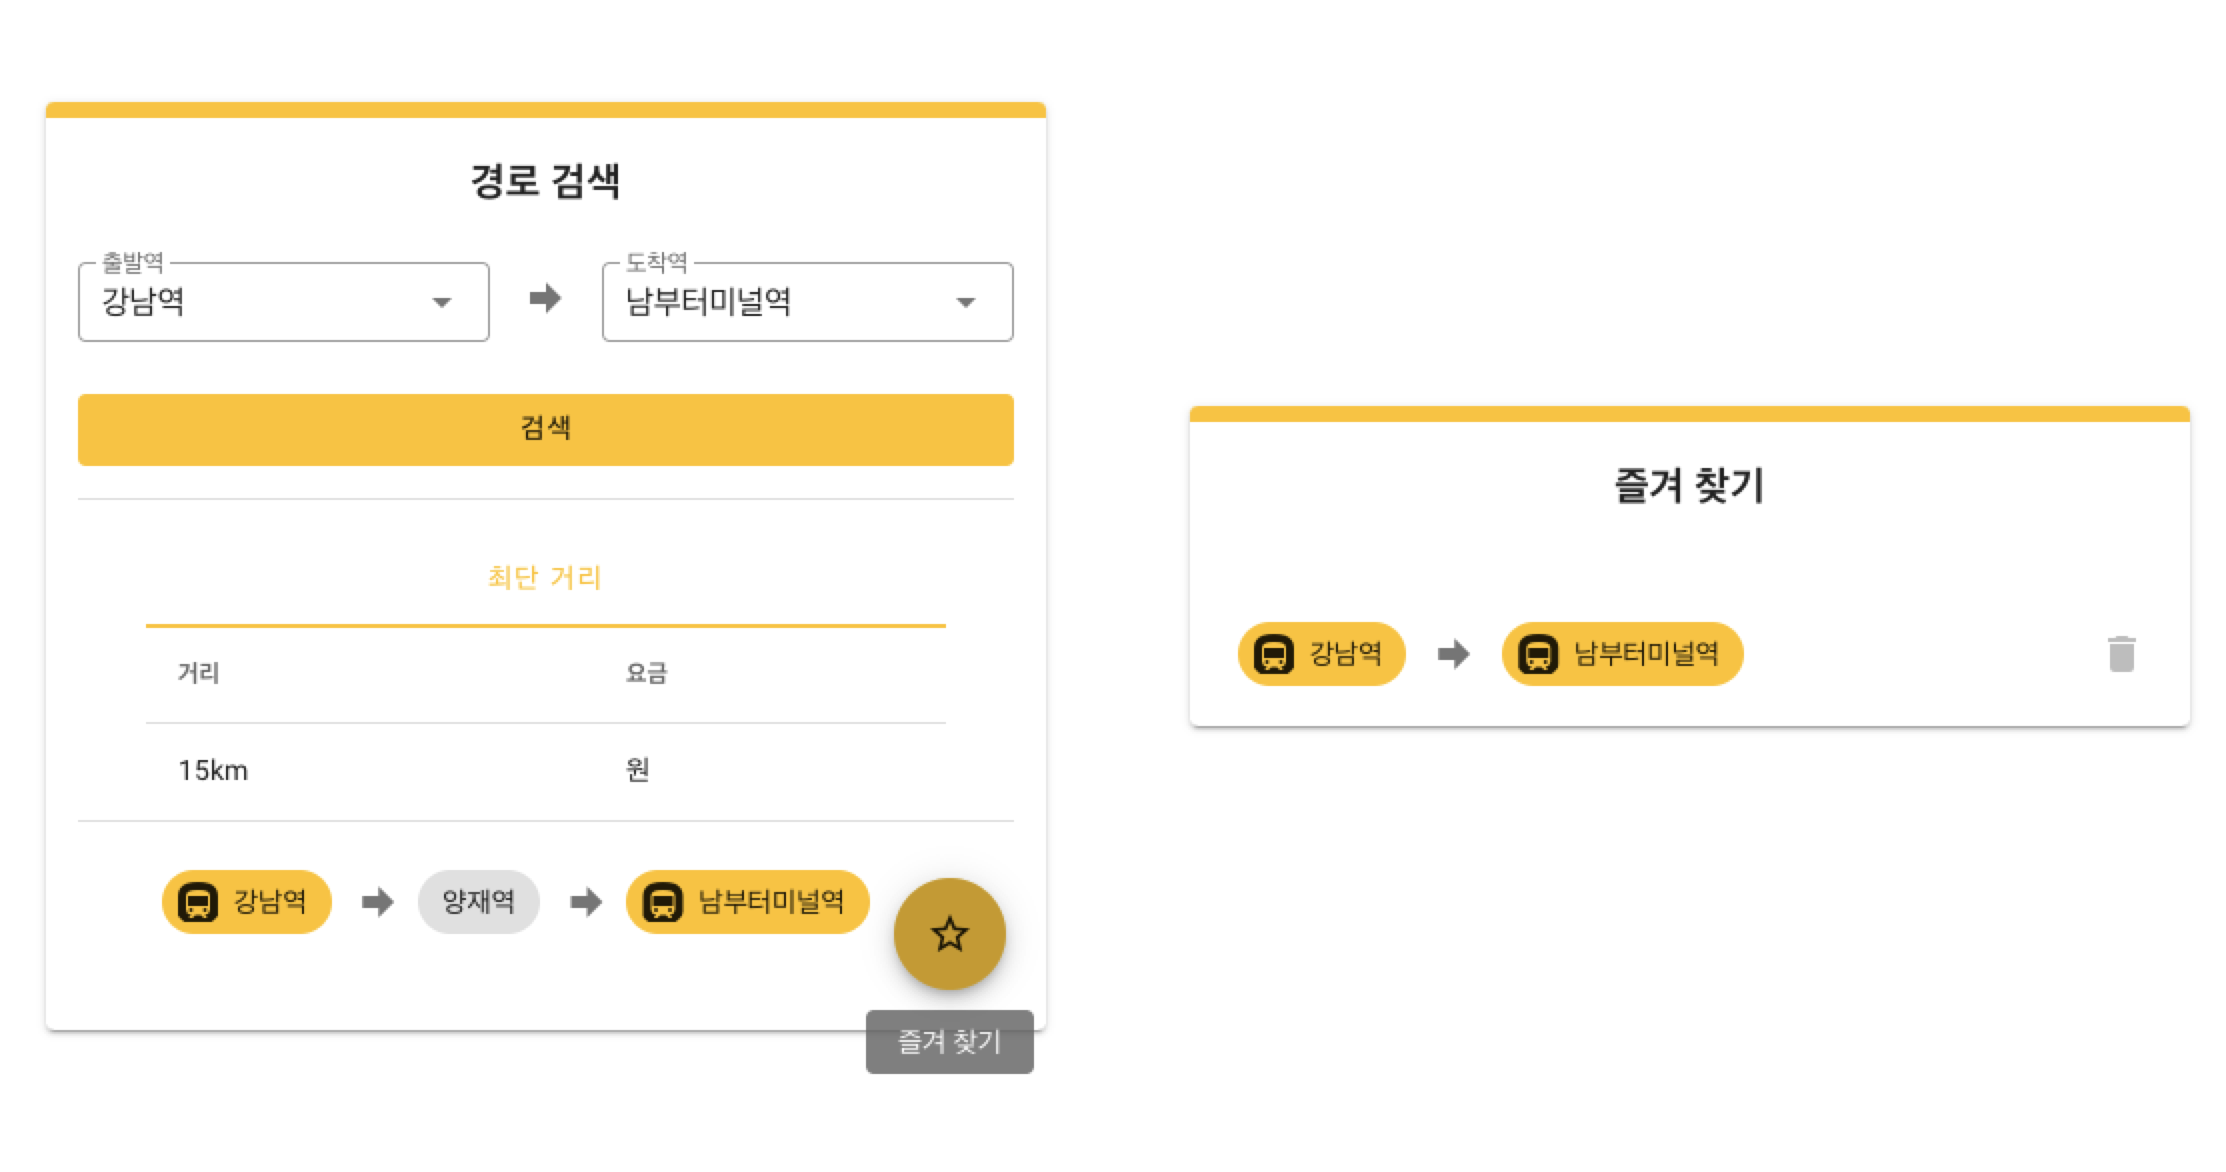 경로 검색
출발역
강남역
도착역
남부터미널역
검색
최단 거리
거리 요금
15km 원
강남역 양재역 남부터미널역
즐겨 찾기
즐겨 찾기
강남역 남부터미널역